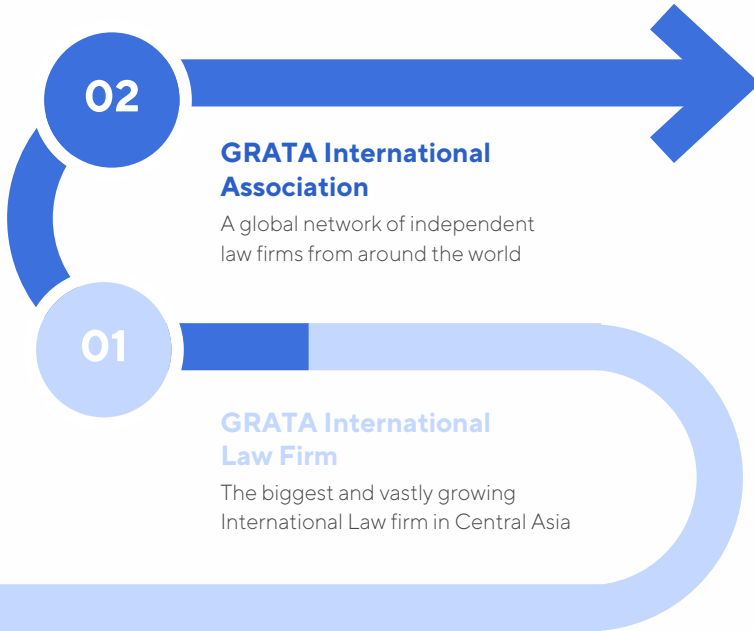 02
GRATA International
Association
A global network of independent
law firms from around the world
01
GRATA International
Law Firm
The biggest and vastly growing
International Law firm in Central Asia